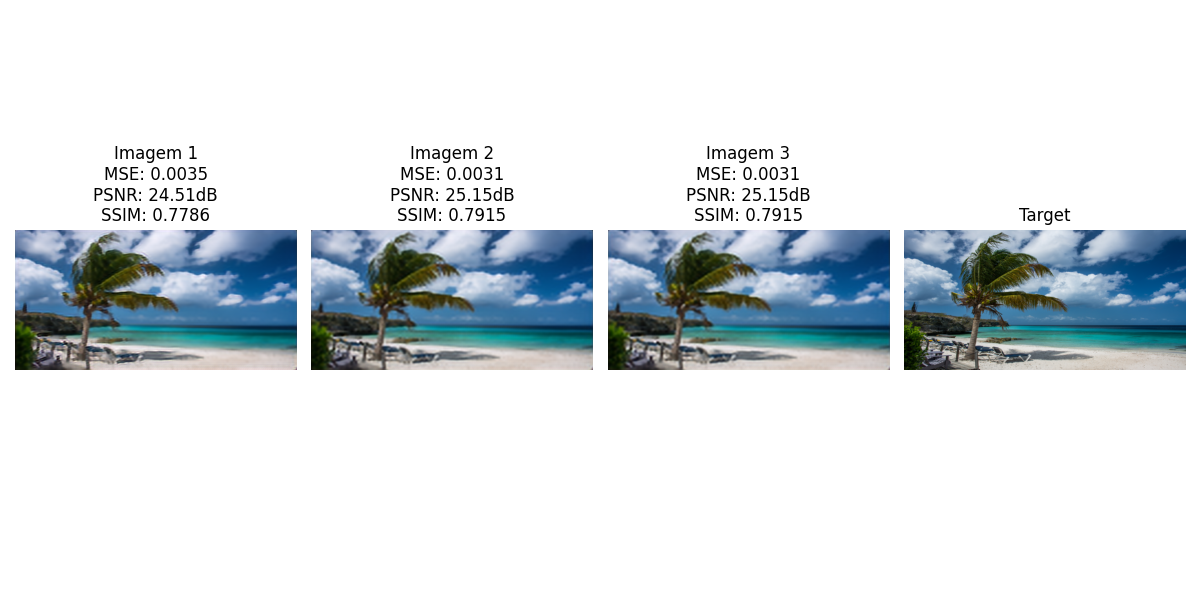 Imagem 1
MSE: 0.0035
PSNR: 24.51dB
SSIM: 0.7786
Imagem 2
MSE: 0.0031
PSNR: 25.15dB
SSIM: 0.7915
Imagem 3
MSE: 0.0031
PSNR: 25.15dB
SSIM: 0.7915
Target